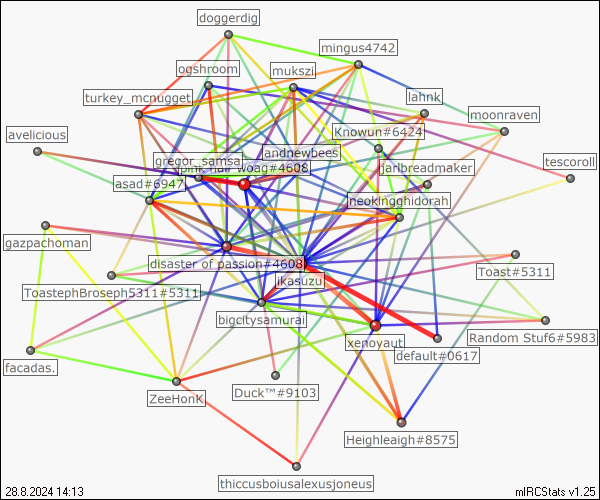 doggerdig
mingus4742
ogshroom
mukszi
turkey_mcnugget
lahnk
moonraven
Knowun#6424
avelicious
andnewbees
gregor_samsa
tescoroll
pink hair woag#4608
jarlbreadmaker
asad#6947
neokingghidorah
gazpachoman
disaster of passion#4608
Toast#5311
jkasuzu
ToastephBroseph5311#5311
bigcitysamurai
Random Stuf6#5983
xenoyaut
default#0617
facadas.
ZeeHonK
Duck™#9103
Heighleaigh#8575
thiccusboiusalexusjoneus
28.8.2024 14:13
mIRCStats v1.25